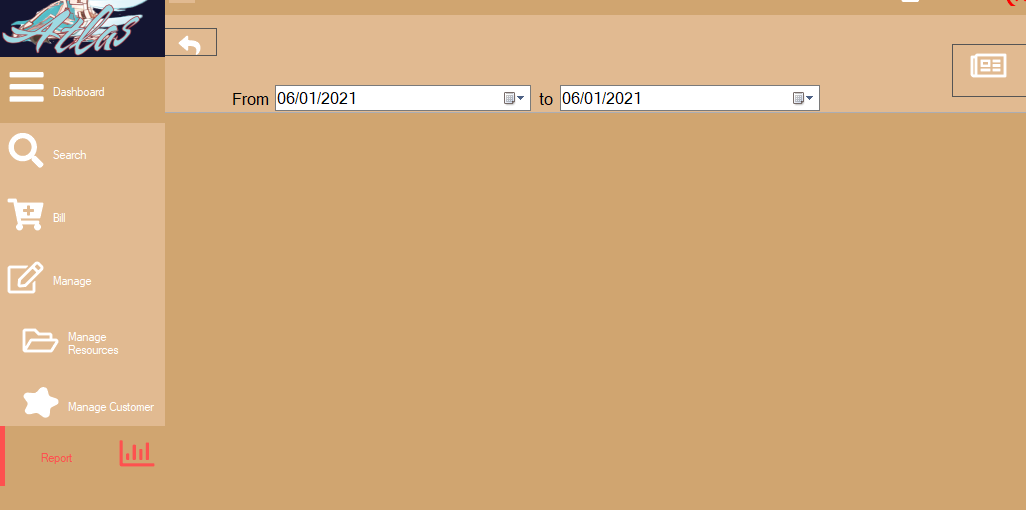 Atlas
From 06/01/2021 to 06/01/2021
Dashboard
Search
Bill
Manage
Manage
Resources
Manage Customer
Report